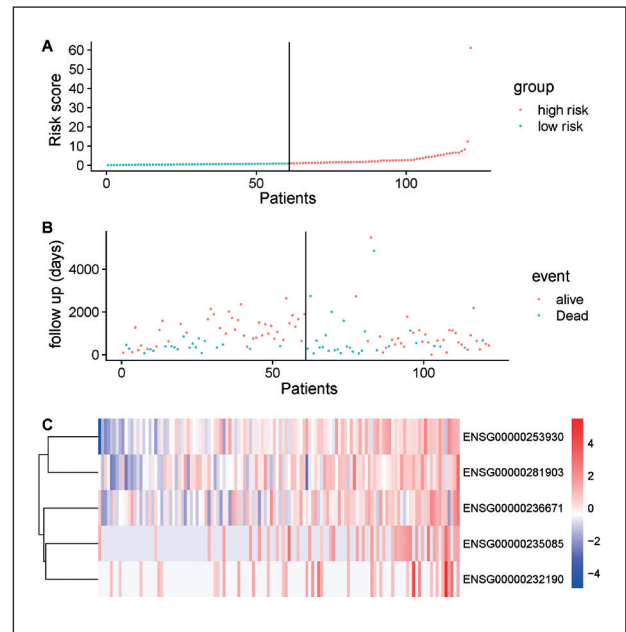 A
60
50
40
30
20
10
0
Risk score
0 50 100
Patients
group
high risk
low risk
B
4000
2000
0
follow up (days)
0 50 100
Patients
event
alive
Dead
C
ENSG00000253930
ENSG00000281903
ENSG00000236671
ENSG00000235085
ENSG00000232190
4
2
0
−2
−4